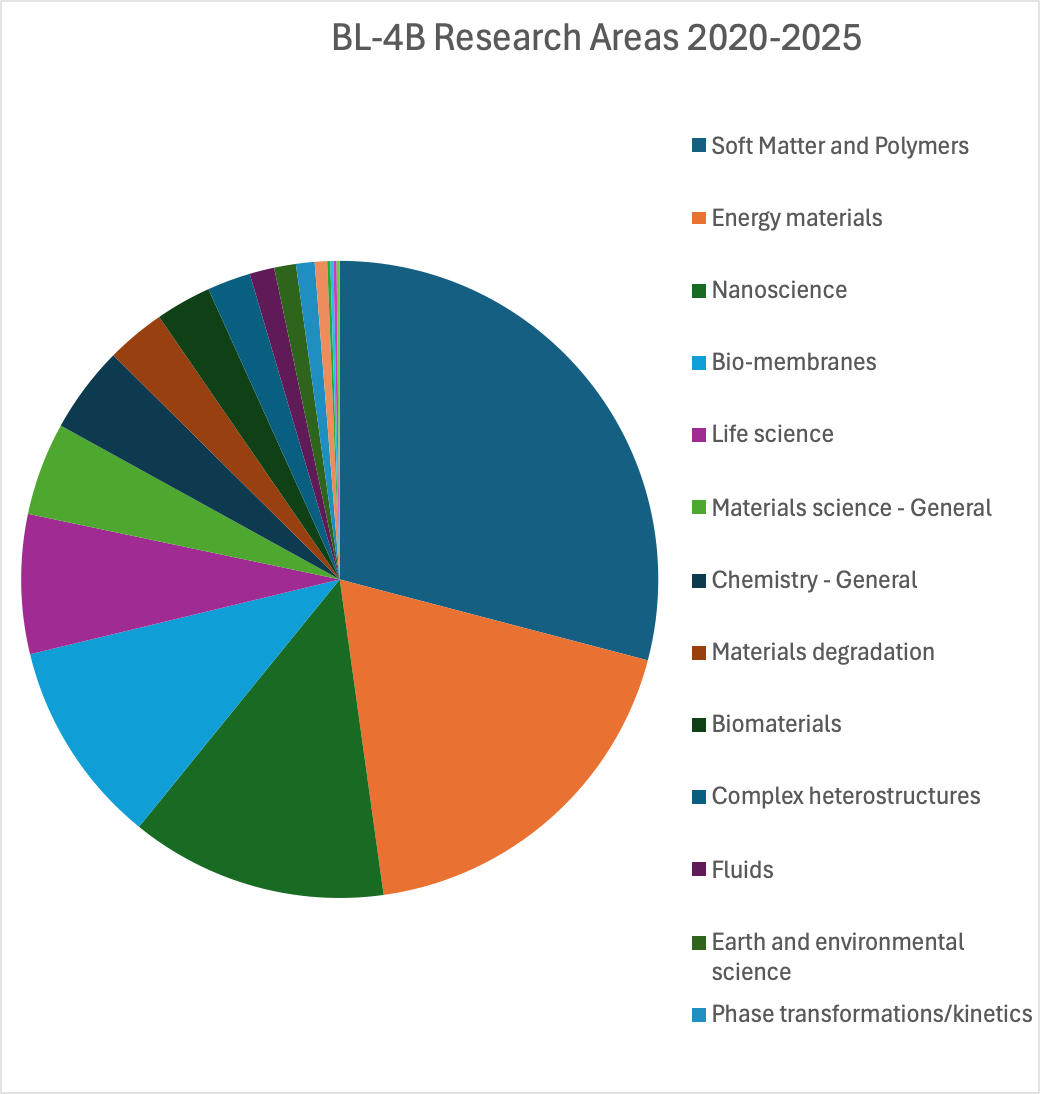 BL-4B Research Areas 2020-2025
Soft Matter and Polymers
Energy materials
Nanoscience
Bio-membranes
Life science
Materials science - General
Chemistry - General
Materials degradation
Biomaterials
Complex heterostructures
Fluids
Earth and environmental
science
Phase transformations/kinetics